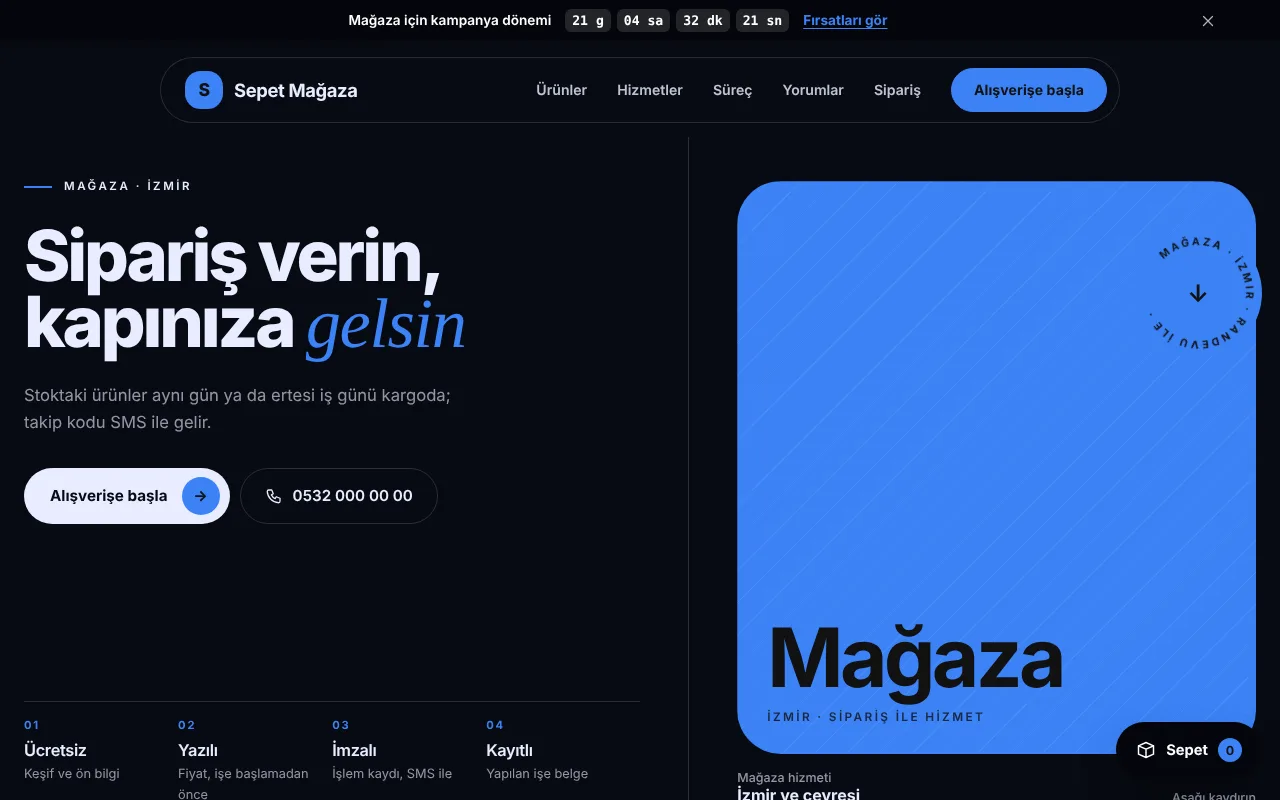 Mağaza için kampanya dönemi 21 g 04 sa 32 dk 21 sn Fırsatları gör
S Sepet Mağaza Ürünler Hizmetler Süreç Yorumlar Sipariş Alışverişe başla
MAĞAZA · İZMİR
Sipariş verin,
kapınıza gelsin
Stoktaki ürünler aynı gün ya da ertesi iş günü kargoda;
takip kodu SMS ile gelir.
Alışverişe başla
0532 000 00 00
01
Ücretsiz
Keşif ve ön bilgi
02
Yazılı
Fiyat, işe başlamadan
önce
03
İmzalı
İşlem kaydı, SMS ile
04
Kayıtlı
Yapılan işe belge
MAĞAZA · İZMİR · RANDEVU İLE ·
Mağaza
İZMİR · SİPARİŞ İLE HİZMET
Sepet 0
Mağaza hizmeti
İzmir ve çevresi
Aşağı kaydırın